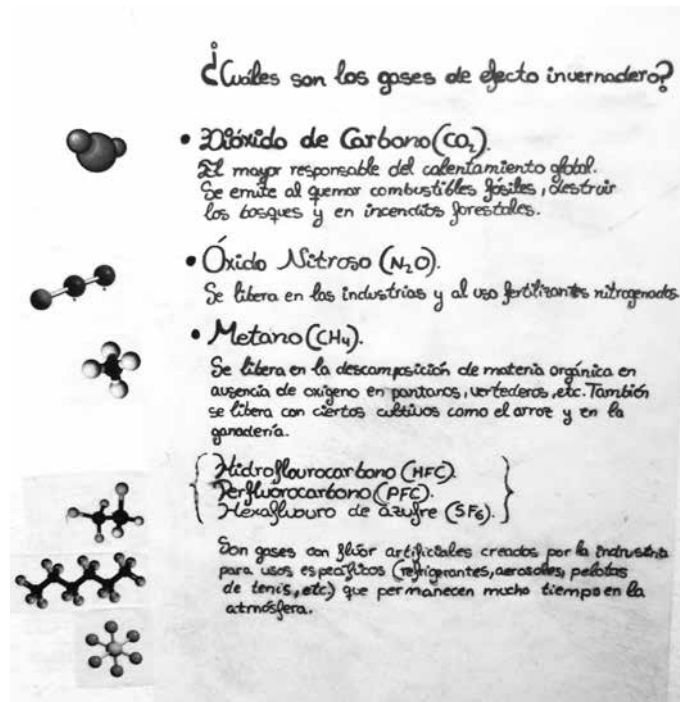 ¿Cuáles son los gases de efecto invernadero?
• Dióxido de Carbono (CO₂).
El mayor responsable del calentamiento global.
Se emite al quemar combustibles fósiles, destruir
los bosques y en incendios forestales.
• Óxido Nitroso (N₂O).
Se libera en las industrias y al uso fertilizantes nitrogenados.
• Metano (CH₄).
Se libera en la descomposición de materia orgánica en
ausencia de oxígeno en pantanos, vertederos, etc. También
se libera con ciertos cultivos como el arroz y en la
ganadería.
Hidroflourocarbono (HFC).
Perfluorocarbono (PFC).
Hexafluouro de azufre (SF₆).
Son gases con flúor artificiales creados por la indrustria
para usos específicos (refrigerantes, aerosoles, pelotas
de tenis, etc) que permanecen mucho tiempo en la
atmósfera.